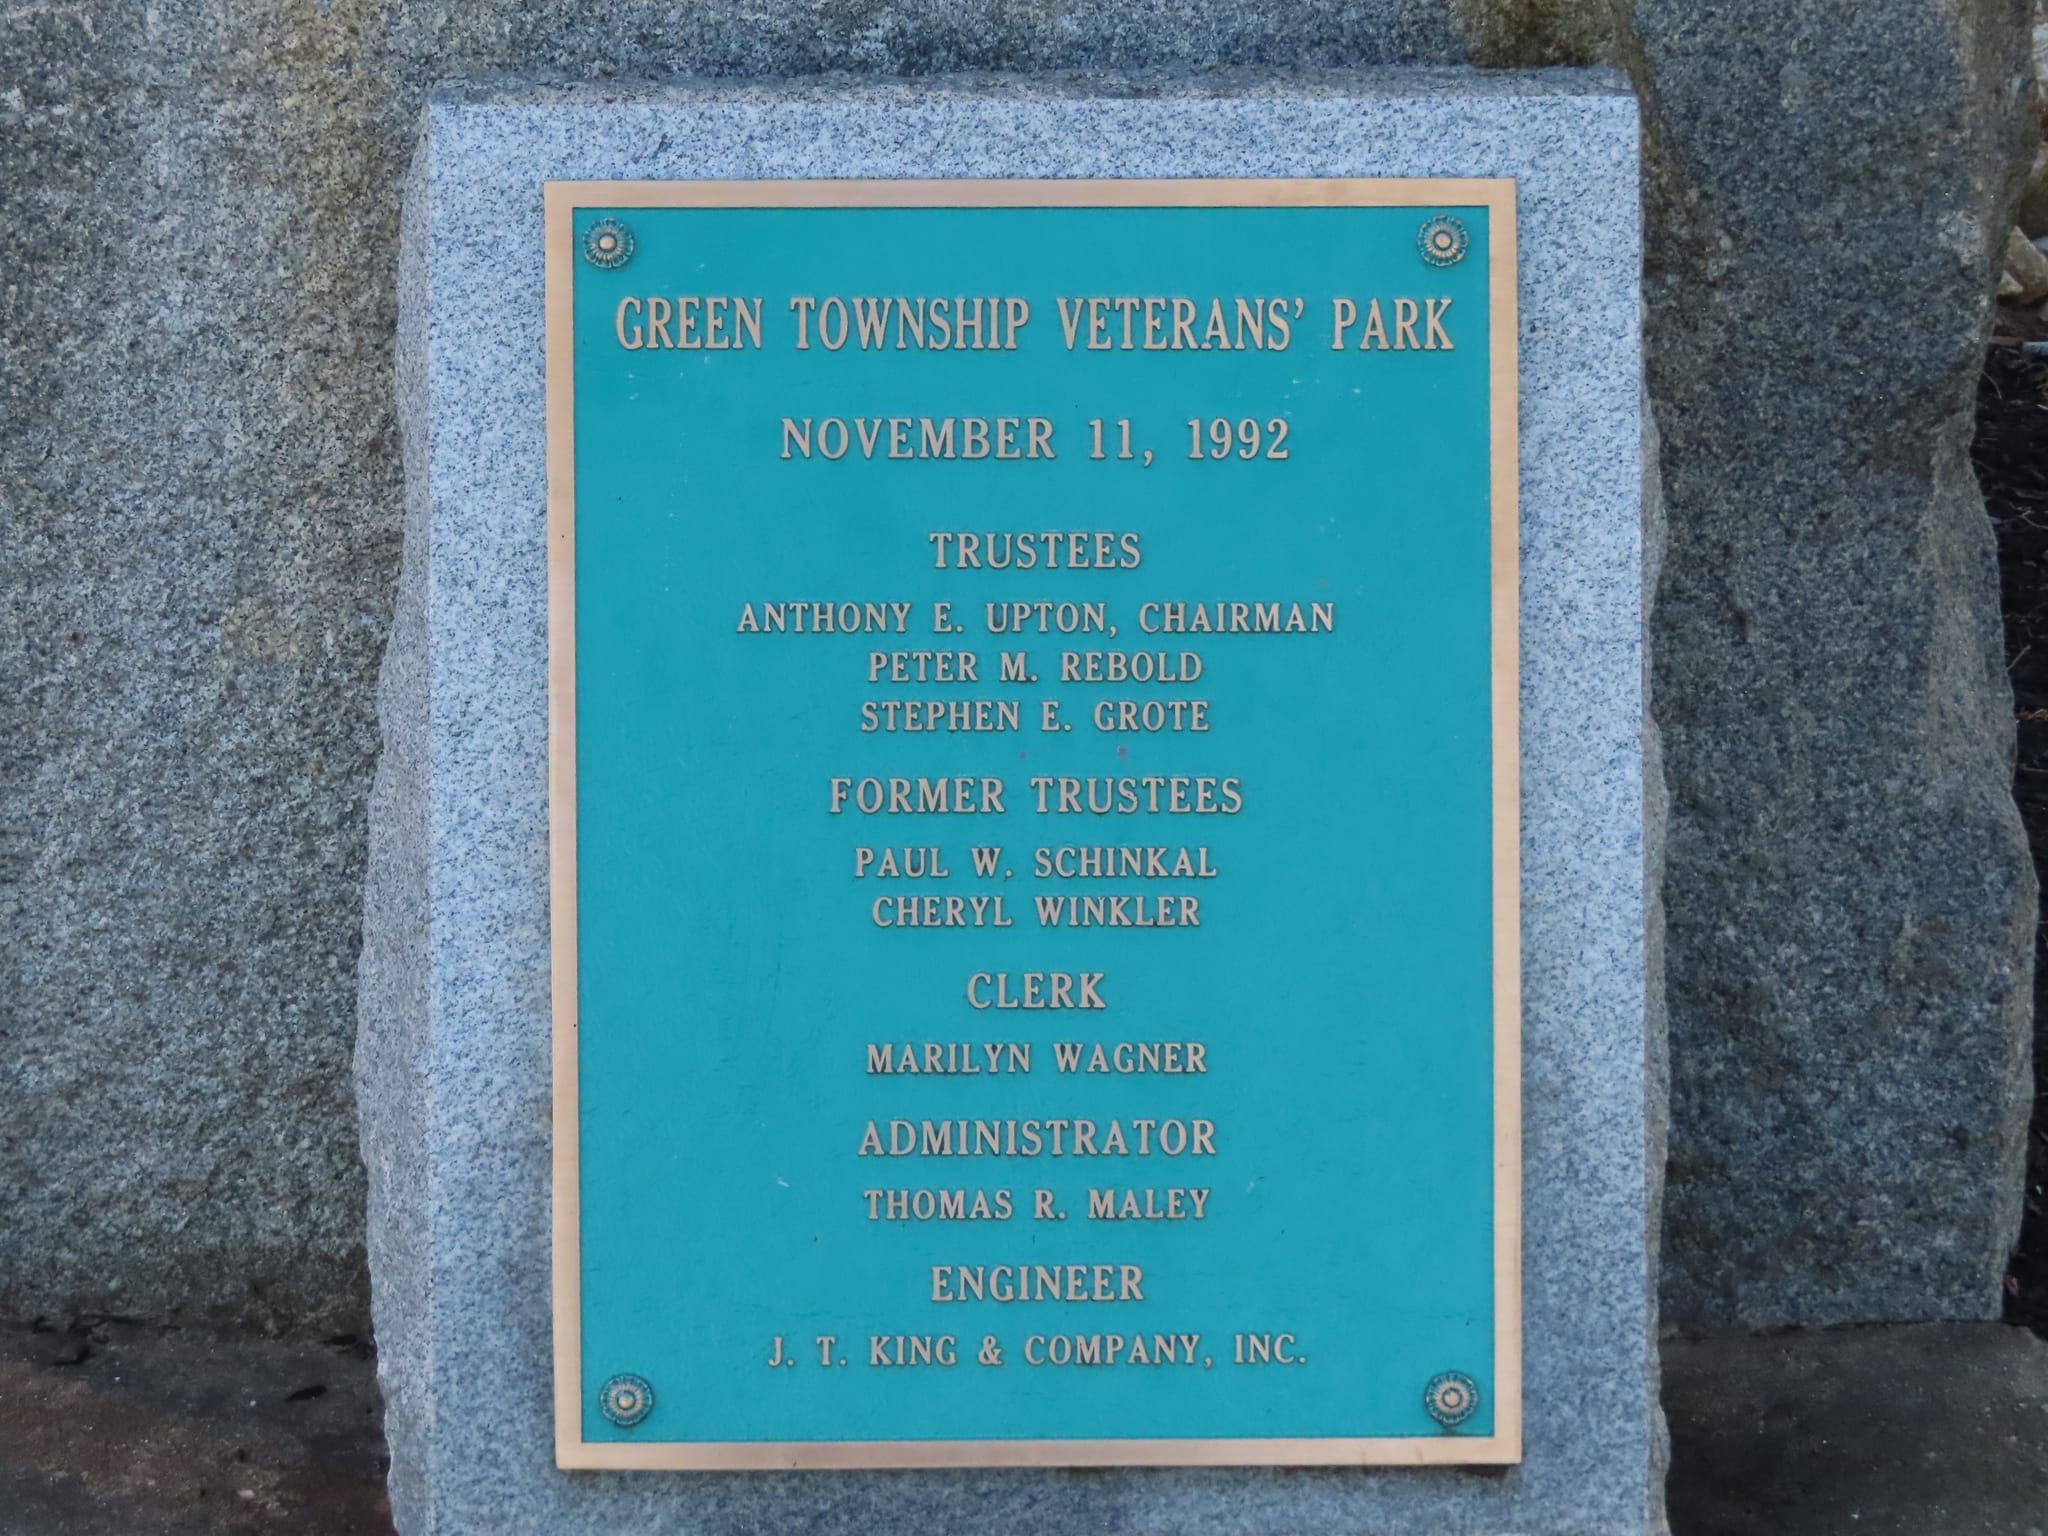 GREEN TOWNSHIP VETERANS' PARK
NOVEMBER 11, 1992
TRUSTEES
ANTHONY E. UPTON, CHAIRMAN
PETER M. REBOLD
STEPHEN E. GROTE
FORMER TRUSTEES
PAUL W. SCHINKAL
CHERYL WINKLER
CLERK
MARILYN WAGNER
ADMINISTRATOR
THOMAS R. MALEY
ENGINEER
J. T. KING & COMPANY, INC.